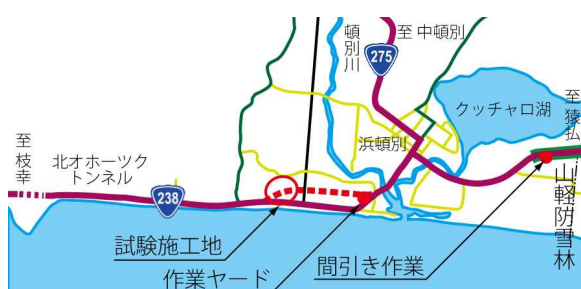 至 中頓別
頓別川
275
クッチャロ湖
至 猿払
浜頓別
至 枝幸
北オホーツク
トンネル
238
山軽防雪林
試験施工地
作業ヤード
間引き作業